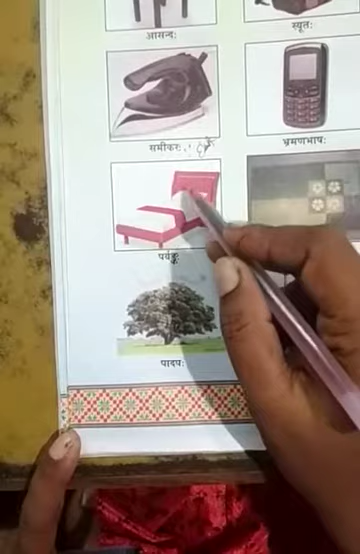 आसन्दः
स्यूतः
समीकरः
भ्रमणभाषः
पर्यङ्कः
पादपः